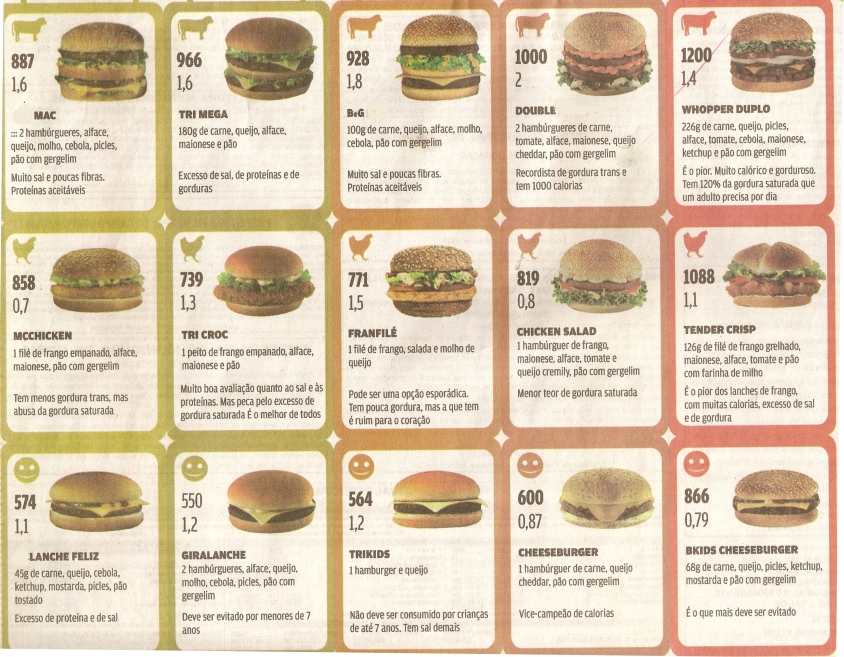 887
1,6
MAC
::: 2 hambúrgueres, alface,
queijo, molho, cebola, picles,
pão com gergelim
Muito sal e poucas fibras.
Proteínas aceitáveis
966
1,6
TRI MEGA
180g de carne, queijo, alface,
maionese e pão
Excesso de sal, de proteínas e de
gorduras
928
1,8
BıG
100g de carne, queijo, alface, molho,
cebola, pão com gergelim
Muito sal e poucas fibras.
Proteínas aceitáveis
1000
2
DOUBLE
2 hambúrgueres de carne,
tomate, alface, maionese, queijo
cheddar, pão com gergelim
Recordista de gordura trans e
tem 1000 calorias
1200
1,4
WHOPPER DUPLO
226g de carne, queijo, picles,
alface, tomate, cebola, maionese,
ketchup e pão com gergelim
É o pior. Muito calórico e gorduroso.
Tem 120% da gordura saturada que
um adulto precisa por dia
858
0,7
MCCHICKEN
1 filé de frango empanado, alface,
maionese, pão com gergelim
Tem menos gordura trans, mas
abusa da gordura saturada
739
1,3
TRI CROC
1 peito de frango empanado, alface,
maionese e pão
Muito boa avaliação quanto ao sal e às
proteínas. Mas peca pelo excesso de
gordura saturada É o melhor de todos
771
1,5
FRANFILÉ
1 filé de frango, salada e molho de
queijo
Pode ser uma opção esporádica.
Tem pouca gordura, mas a que tem
é ruim para o coração
819
0,8
CHICKEN SALAD
1 hambúrguer de frango,
maionese, alface, tomate e
queijo cremily, pão com gergelim
Menor teor de gordura saturada
1088
1,1
TENDER CRISP
126g de filé de frango grelhado,
maionese, alface, tomate e pão
com farinha de milho
É o pior dos lanches de frango,
com muitas calorias, excesso de sal
e de gordura
574
1,1
LANCHE FELIZ
45g de carne, queijo, cebola,
ketchup, mostarda, picles, pão
tostado
Excesso de proteína e de sal
550
1,2
GIRALANCHE
2 hambúrgueres, alface, queijo,
molho, cebola, picles, pão com
gergelim
Deve ser evitado por menores de 7
anos
564
1,2
TRIKIDS
1 hamburger e queijo
Não deve ser consumido por crianças
de até 7 anos. Tem sal demais
600
0,87
CHEESEBURGER
1 hambúrguer de carne, queijo
cheddar, pão com gergelim
Vice-campeão de calorias
866
0,79
BKIDS CHEESEBURGER
68g de carne, queijo, picles, ketchup,
mostarda e pão com gergelim
É o que mais deve ser evitado